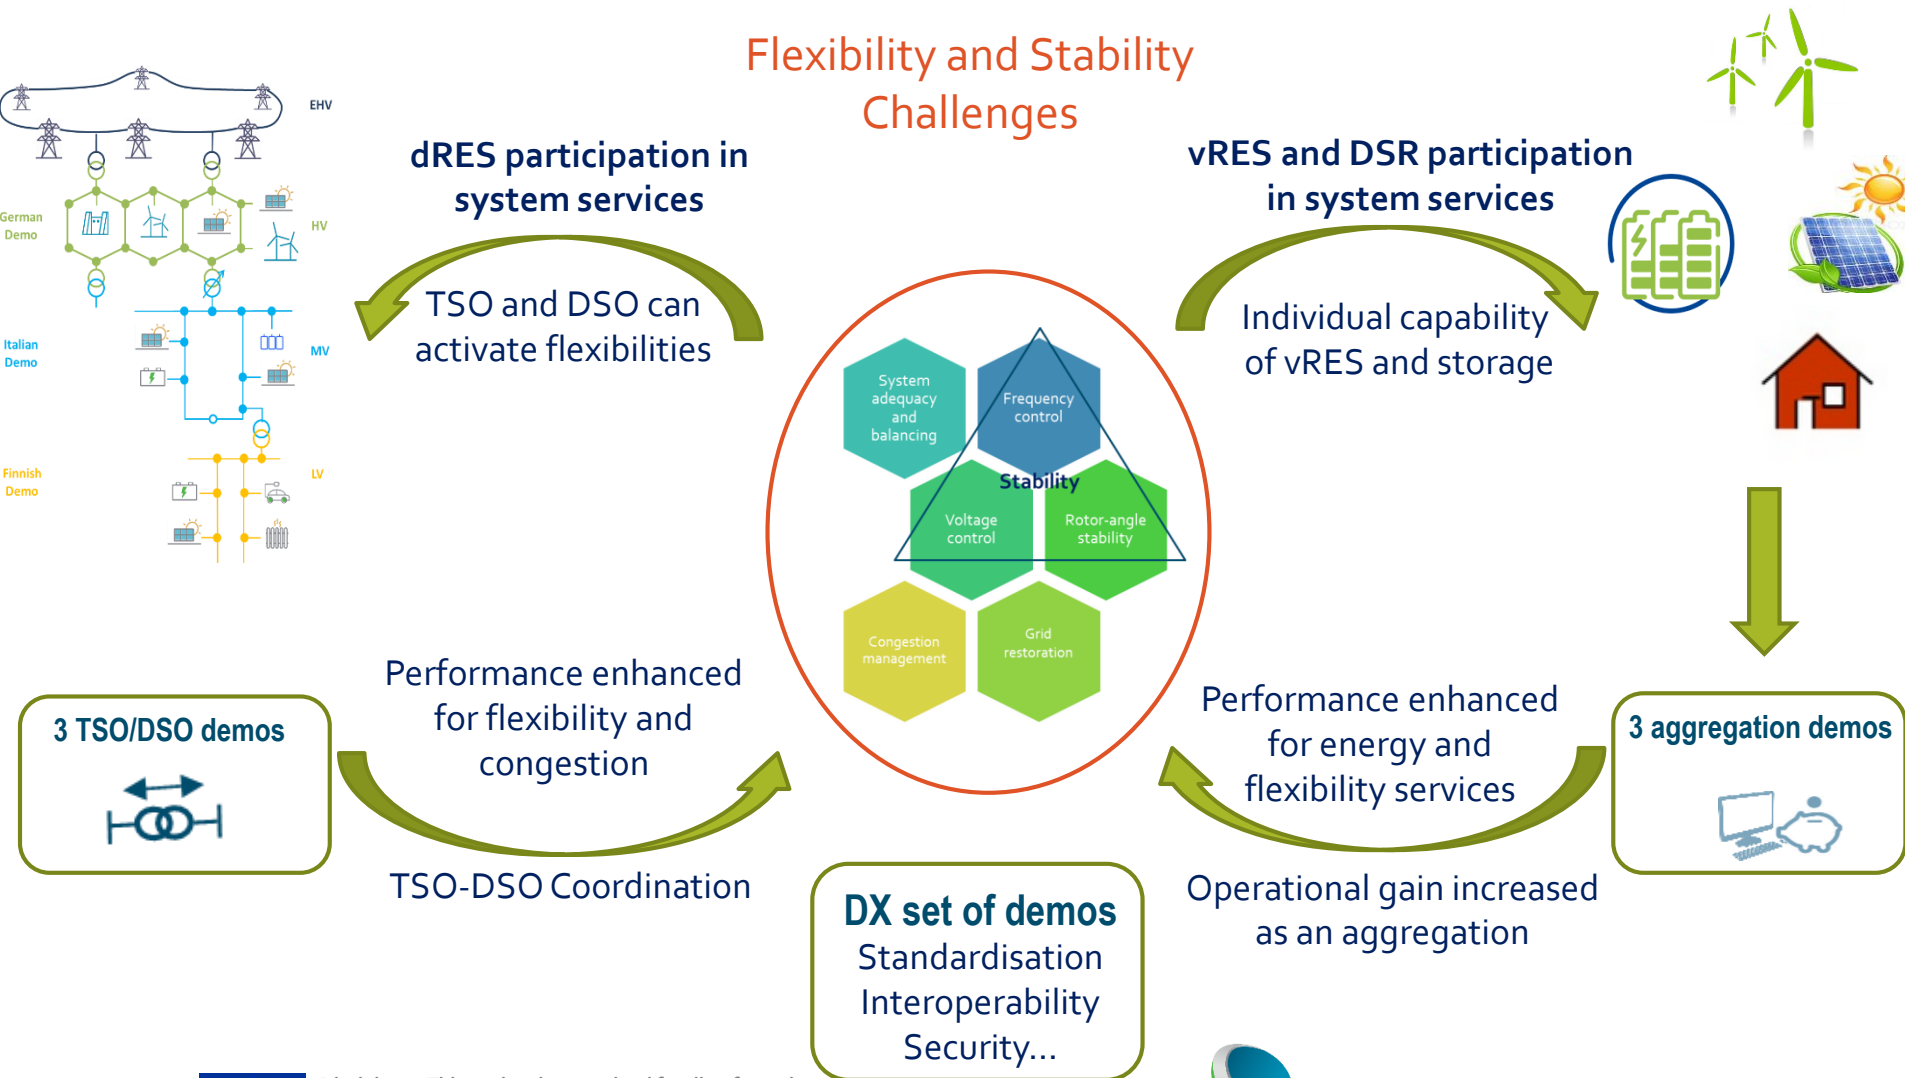 Flexibility and Stability
Challenges
EHV
German
Demo
HV
Italian
Demo
MV
Finnish
Demo
LV
dRES participation in
system services
TSO and DSO can
activate flexibilities
vRES and DSR participation
in system services
Individual capability
of vRES and storage
System
adequacy
and
balancing
Frequency
control
Stability
Voltage
control
Rotor-angle
stability
Congestion
management
Grid
restoration
3 TSO/DSO demos
Performance enhanced
for flexibility and
congestion
TSO-DSO Coordination
Performance enhanced
for energy and
flexibility services
3 aggregation demos
Operational gain increased
as an aggregation
DX set of demos
Standardisation
Interoperability
Security...